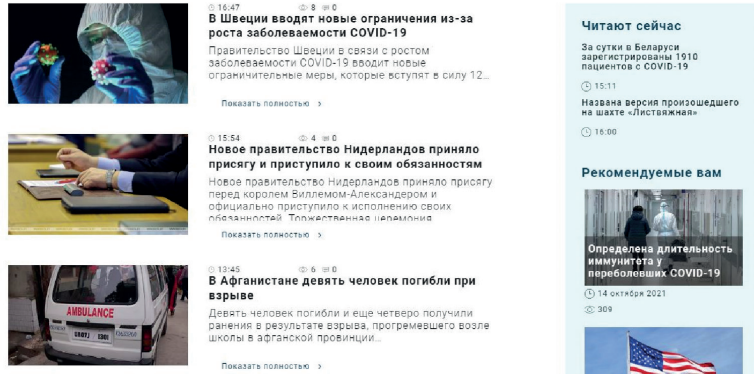 16:47 8 0
В Швеции вводят новые ограничения из-за
роста заболеваемости COVID-19
Правительство Швеции в связи с ростом
заболеваемости COVID-19 вводит новые
ограничительные меры, которые вступят в силу 12...
Показать полностью >
15:54 4 0
Новое правительство Нидерландов приняло
присягу и приступило к своим обязанностям
Новое правительство Нидерландов приняло присягу
перед королем Виллемом-Александером и
официально приступило к исполнению своих
обязанностей. Торжественная церемония
Показать полностью >
13:45 6 0
В Афганистане девять человек погибли при
взрыве
Девять человек погибли и еще четверо получили
ранения в результате взрыва, прогремевшего возле
школы в афганской провинции...
Показать полностью >
AMBULANCE
Читают сейчас
За сутки в Беларуси
зарегистрированы 1910
пациентов с COVID-19
15:11
Названа версия произошедшего
на шахте «Листвяжная»
16:00
Рекомендуемые вам
Определена длительность
иммунитета у
переболевших COVID-19
14 октября 2021
309